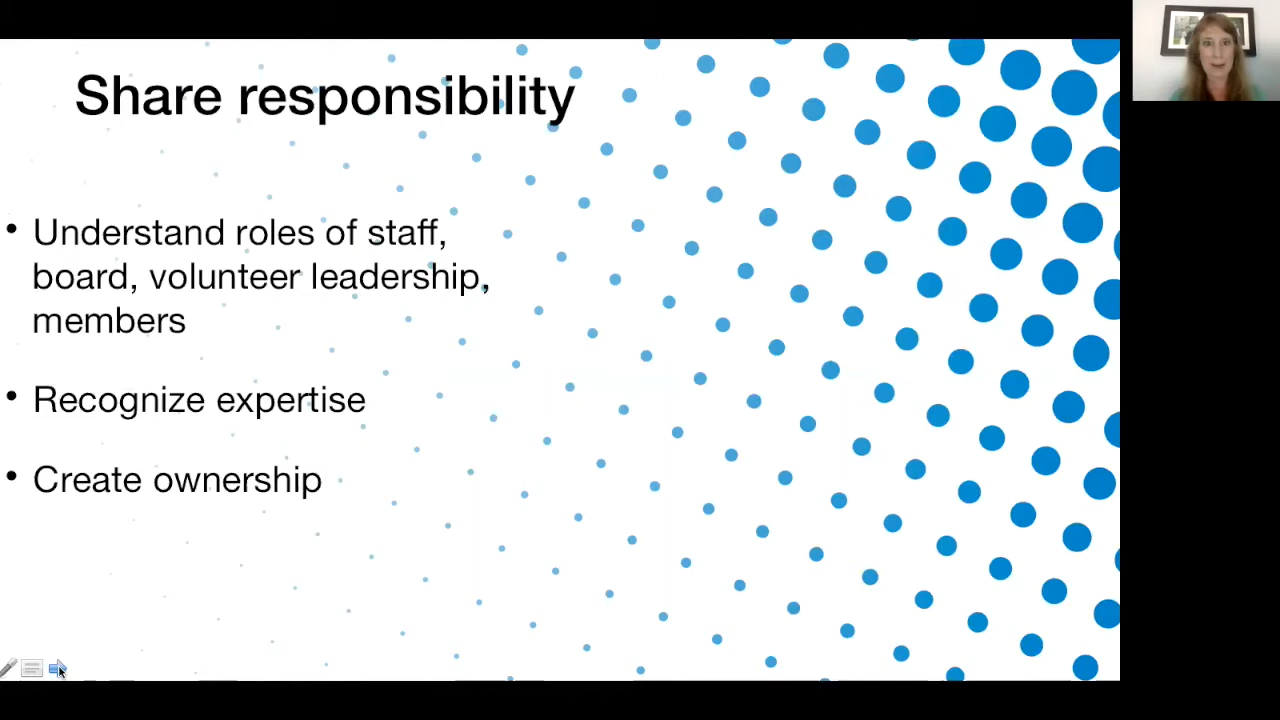 Share responsibility
• Understand roles of staff,
board, volunteer leadership,
members
• Recognize expertise
• Create ownership